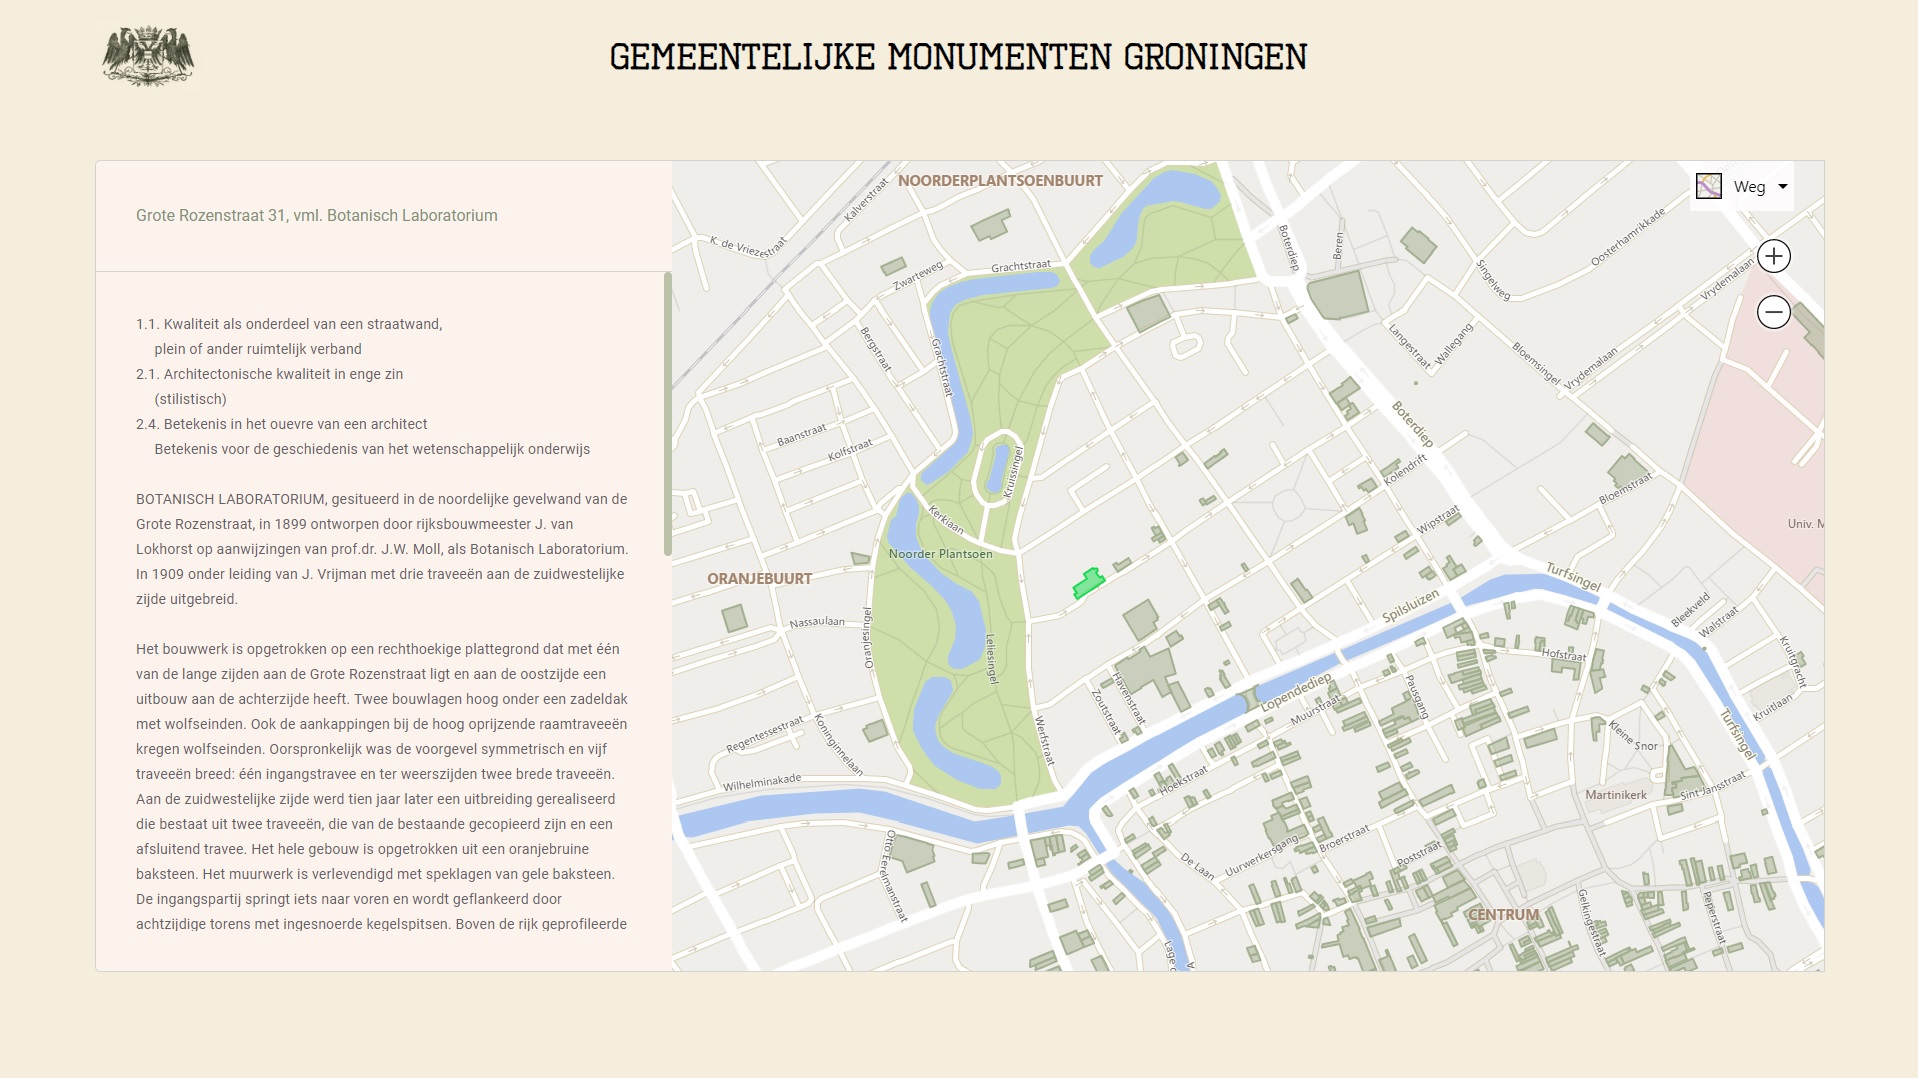 GEMEENTELIJKE MONUMENTEN GRONINGEN
Grote Rozenstraat 31, vml. Botanisch Laboratorium
1.1. Kwaliteit als onderdeel van een straatwand,
plein of ander ruimtelijk verband
2.1. Architectonische kwaliteit in enge zin
(stilistisch)
2.4. Betekenis in het ouevre van een architect
Betekenis voor de geschiedenis van het wetenschappelijk onderwijs
BOTANISCH LABORATORIUM, gesitueerd in de noordelijke gevelwand van de
Grote Rozenstraat, in 1899 ontworpen door rijksbouwmeester J. van
Lokhorst op aanwijzingen van prof.dr. J.W. Moll, als Botanisch Laboratorium.
In 1909 onder leiding van J. Vrijman met drie traveeën aan de zuidwestelijke
zijde uitgebreid.
Het bouwwerk is opgetrokken op een rechthoekige plattegrond dat met één
van de lange zijden aan de Grote Rozenstraat ligt en aan de oostzijde een
uitbouw aan de achterzijde heeft. Twee bouwlagen hoog onder een zadeldak
met wolfseinden. Ook de aankappingen bij de hoog oprijzende raamtraveeën
kregen wolfseinden. Oorspronkelijk was de voorgevel symmetrisch en vijf
traveeën breed: één ingangstravee en ter weerszijden twee brede traveeën.
Aan de zuidwestelijke zijde werd tien jaar later een uitbreiding gerealiseerd
die bestaat uit twee traveeën, die van de bestaande gecopieerd zijn en een
afsluitend travee. Het hele gebouw is opgetrokken uit een oranjebruine
baksteen. Het muurwerk is verlevendigd met speklagen van gele baksteen.
De ingangspartij springt iets naar voren en wordt geflankeerd door
achtzijdige torens met ingesnoerde kegelspitsen. Boven de rijk geprofileerde
NOORDERPLANTSOENBUURT
Weg
Kalverstraat
K. de Vriezestraat
Zwarteweg
Grachtstraat
Boterdiep
Beren
Oosterhamrikkade
Singelweg
Vrydemalaan
Bergstraat
Grachtstraat
Langestraat
Wallegang
Bloemsingel
Vrydemalaan
Baanstraat
Kolfstraat
Kruissingel
Boterdiep
Kolendrift
Bloemstraat
Kerklaan
Wipstraat
Univ. M
Noorder Plantsoen
ORANJEBUURT
Turfsingel
Spilsluizen
Bleekveld
Walstraat
Nassaulaan
Oranjesingel
Leliesingel
Hofstraat
Kruitgracht
Havenstraat
Zoutstraat
Lopendediep
Muurstraat
Pausgang
Kruitlaan
Regentessestraat
Koninginnelaan
Werfstraat
Kleine Snor
Turfsingel
Wilhelminakade
Hoekstraat
Martinikerk
Sint Jansstraat
Otto Eerelmanstraat
De Laan
Uurwerkersgang
Broerstraat
Poststraat
CENTRUM
Gelkingestraat
Peperstraat
Lage
A